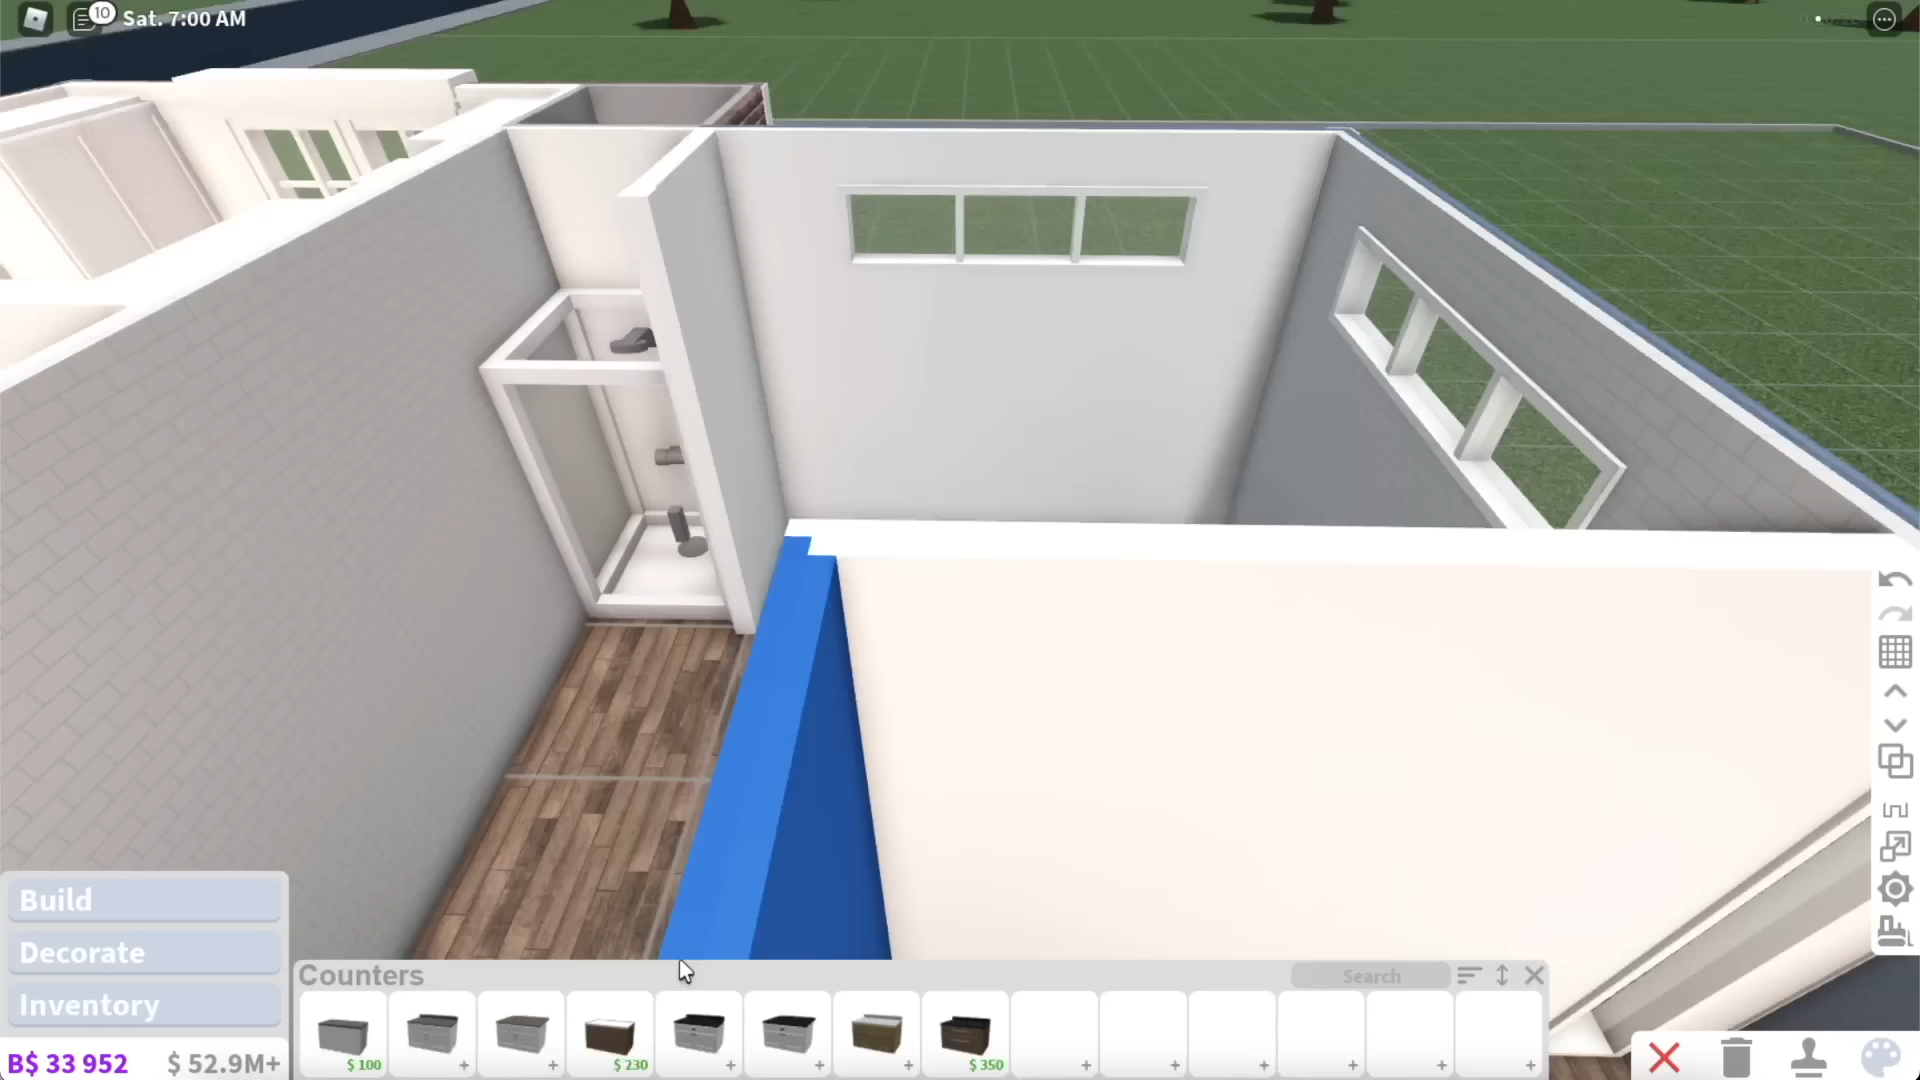 10 Sat. 7:00 AM
Build
Decorate
Inventory
B$ 33 952 $ 52.9M+
Counters
Search
$ 100 + + $ 230 + + + $ 350 + + + + + +